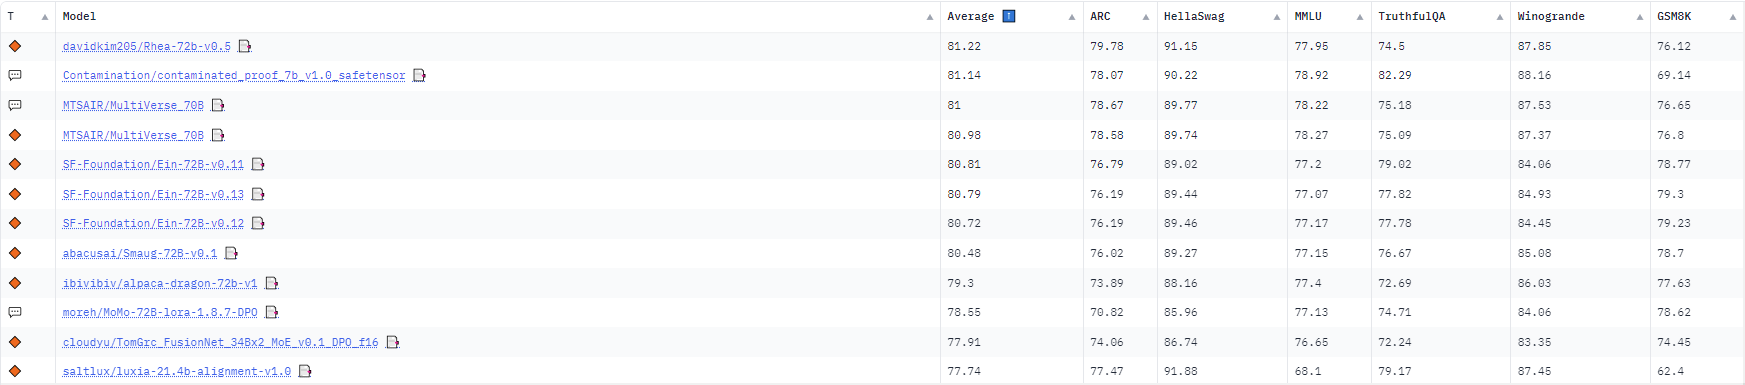 T Model Average ARC HellaSwag MMLU TruthfulQA Winogrande GSM8K
davidkim205/Rhea-72b-v0.5 81.22 79.78 91.15 77.95 74.5 87.85 76.12
Contamination/contaminated_proof_7b_v1.0_safetensor 81.14 78.07 90.22 78.92 82.29 88.16 69.14
MTSAIR/MultiVerse_70B 81 78.67 89.77 78.22 75.18 87.53 76.65
MTSAIR/MultiVerse_70B 80.98 78.58 89.74 78.27 75.09 87.37 76.8
SF-Foundation/Ein-72B-v0.11 80.81 76.79 89.02 77.2 79.02 84.06 78.77
SF-Foundation/Ein-72B-v0.13 80.79 76.19 89.44 77.07 77.82 84.93 79.3
SF-Foundation/Ein-72B-v0.12 80.72 76.19 89.46 77.17 77.78 84.45 79.23
abacusai/Smaug-72B-v0.1 80.48 76.02 89.27 77.15 76.67 85.08 78.7
ibivibiv/alpaca-dragon-72b-v1 79.3 73.89 88.16 77.4 72.69 86.03 77.63
moreh/MoMo-72B-lora-1.8.7-DPO 78.55 70.82 85.96 77.13 74.71 84.06 78.62
cloudyu/TomGrc_FusionNet_34Bx2_MoE_v0.1_DPO_f16 77.91 74.06 86.74 76.65 72.24 83.35 74.45
saltlux/luxia-21.4b-alignment-v1.0 77.74 77.47 91.88 68.1 79.17 87.45 62.4